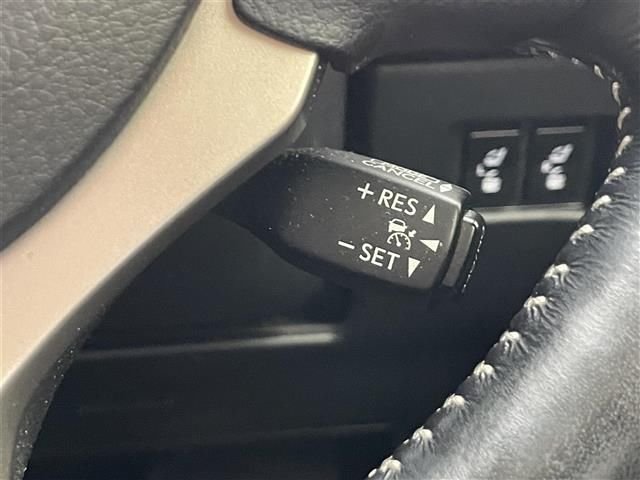 CANCEL
+ RES ▲
− SET ▼